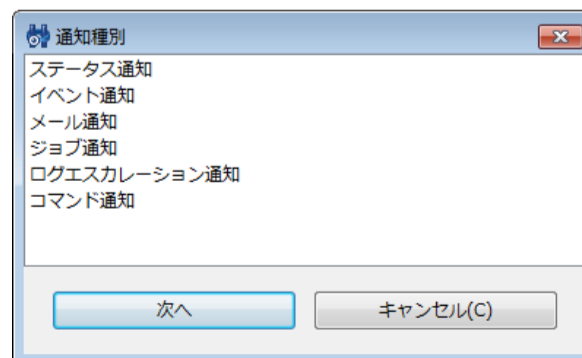 通知種別
ステータス通知
イベント通知
メール通知
ジョブ通知
ログエスカレーション通知
コマンド通知
次へ
キャンセル(C)